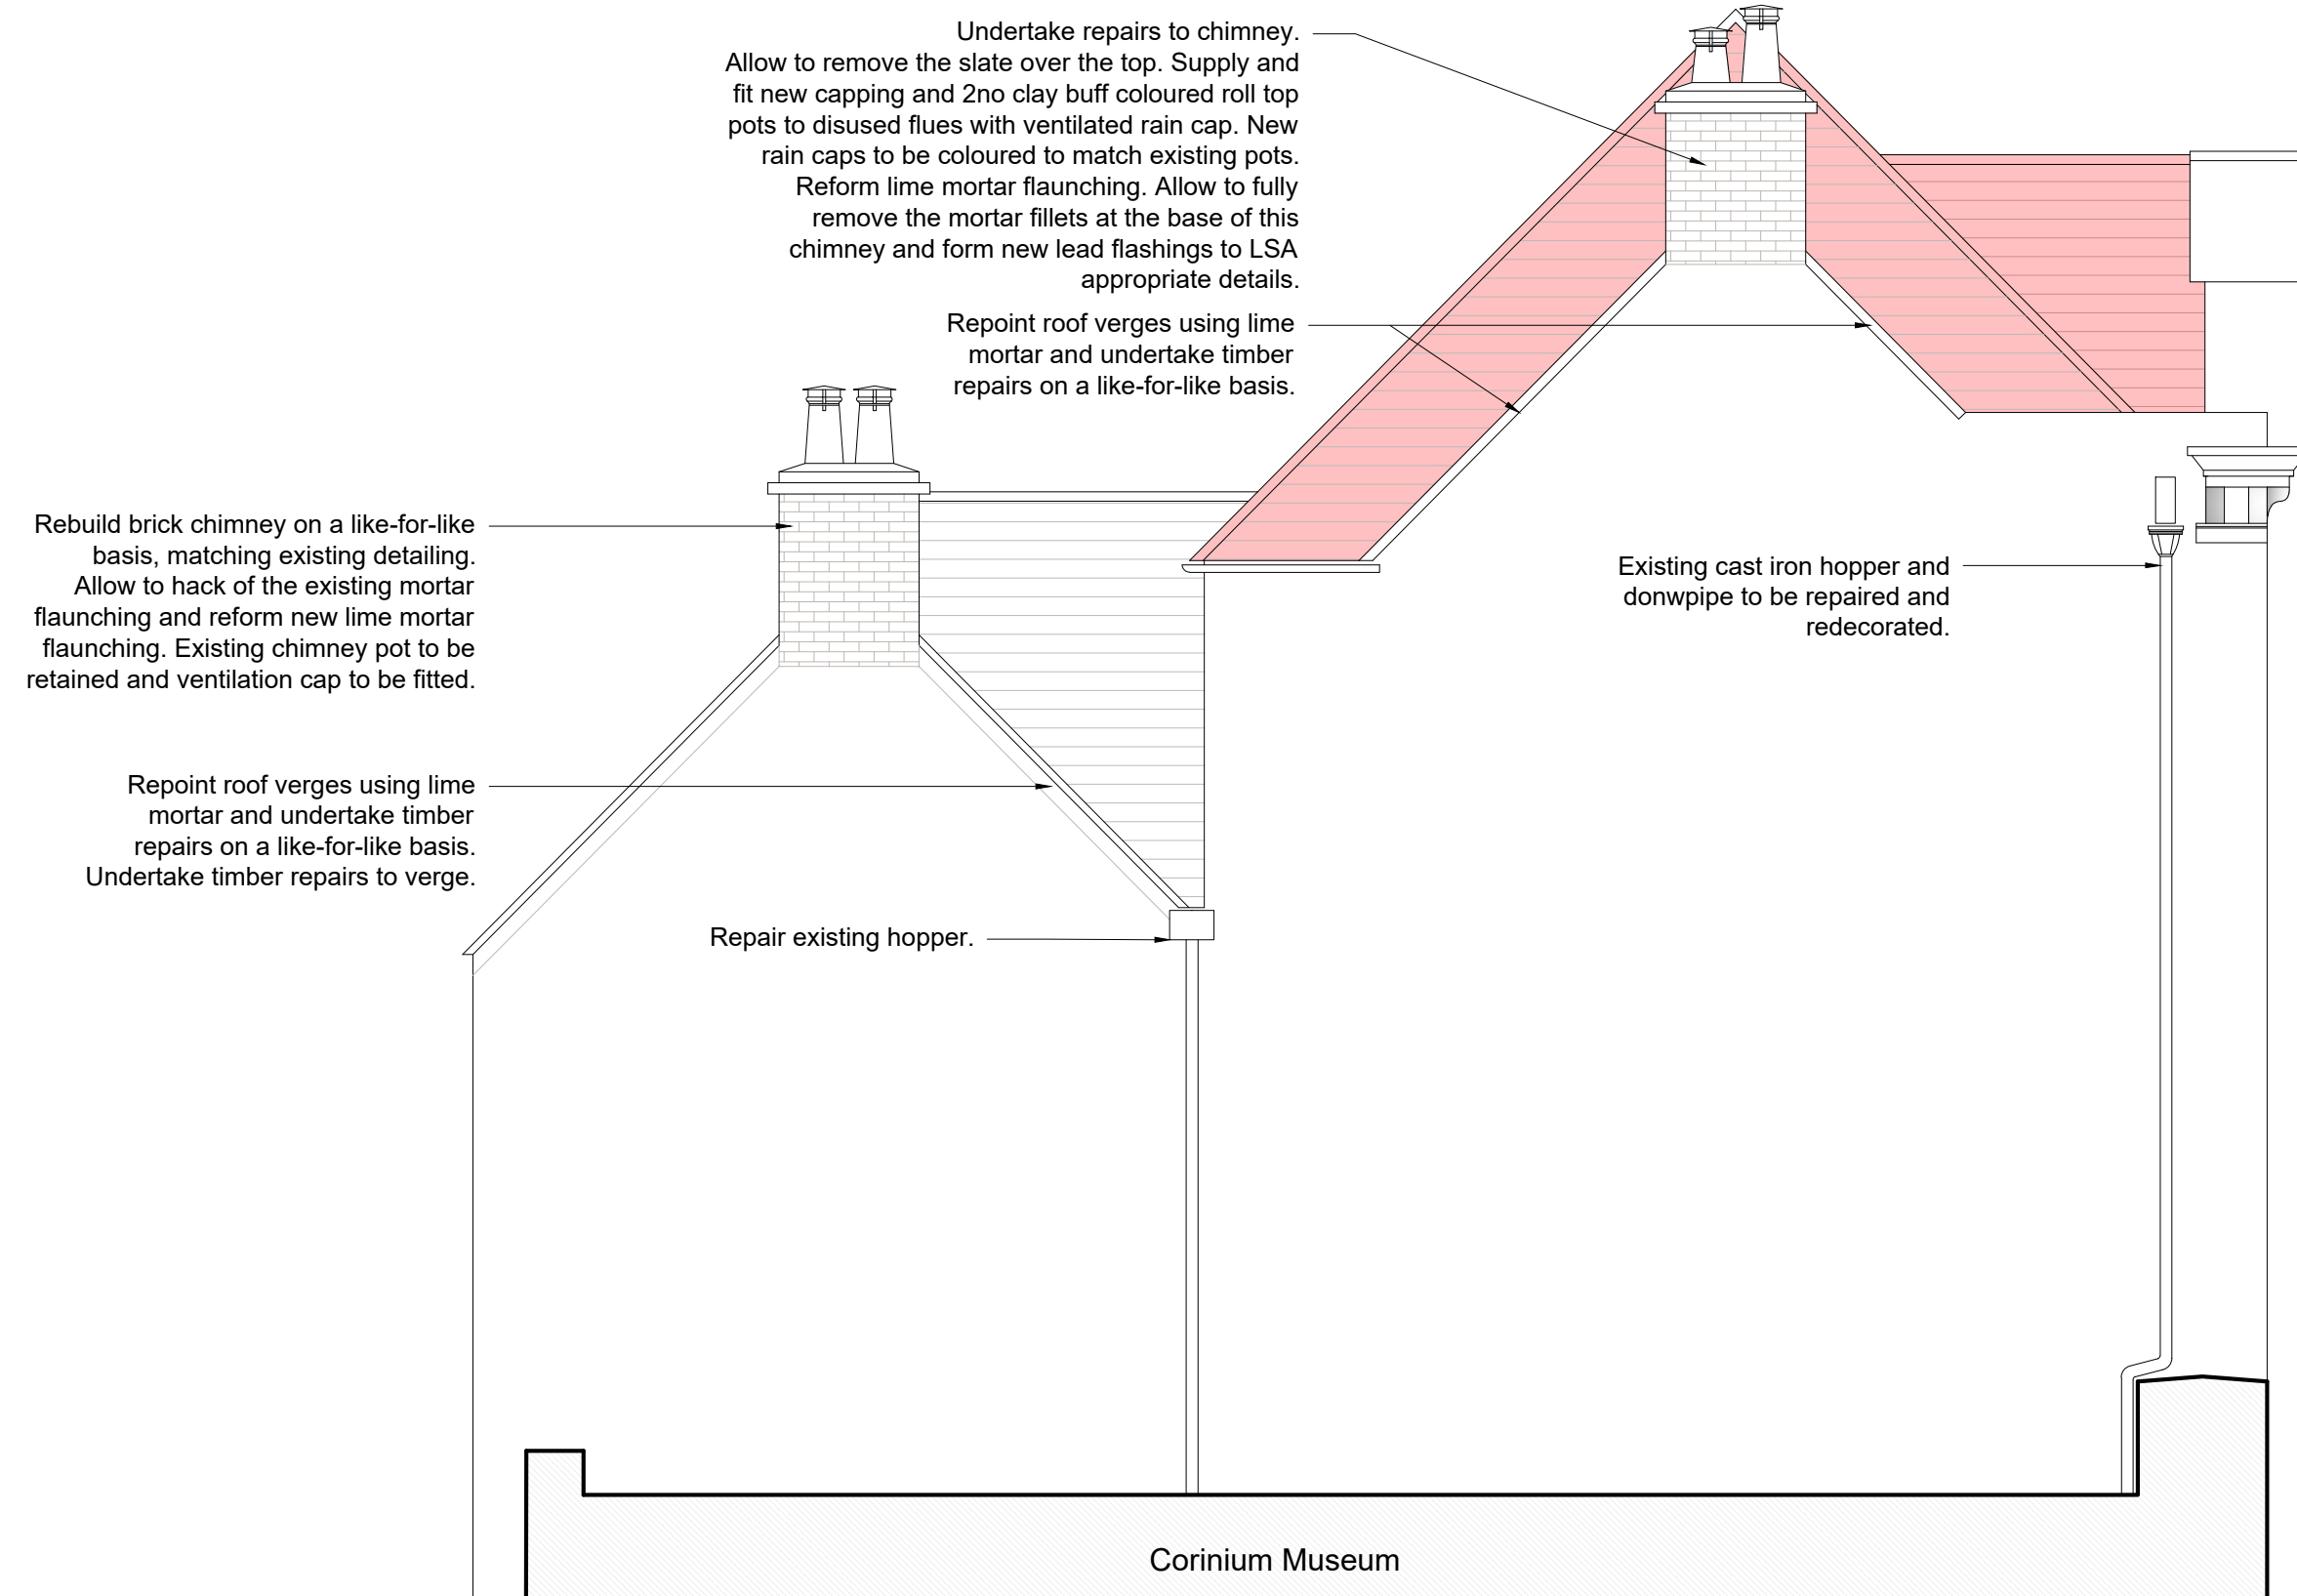 Undertake repairs to chimney.
Allow to remove the slate over the top. Supply and
fit new capping and 2no clay buff coloured roll top
pots to disused flues with ventilated rain cap. New
rain caps to be coloured to match existing pots.
Reform lime mortar flaunching. Allow to fully
remove the mortar fillets at the base of this
chimney and form new lead flashings to LSA
appropriate details.
Repoint roof verges using lime
mortar and undertake timber
repairs on a like-for-like basis.
Rebuild brick chimney on a like-for-like
basis, matching existing detailing.
Allow to hack of the existing mortar
flaunching and reform new lime mortar
flaunching. Existing chimney pot to be
retained and ventilation cap to be fitted.
Existing cast iron hopper and
donwpipe to be repaired and
redecorated.
Repoint roof verges using lime
mortar and undertake timber
repairs on a like-for-like basis.
Undertake timber repairs to verge.
Repair existing hopper.
Corinium Museum